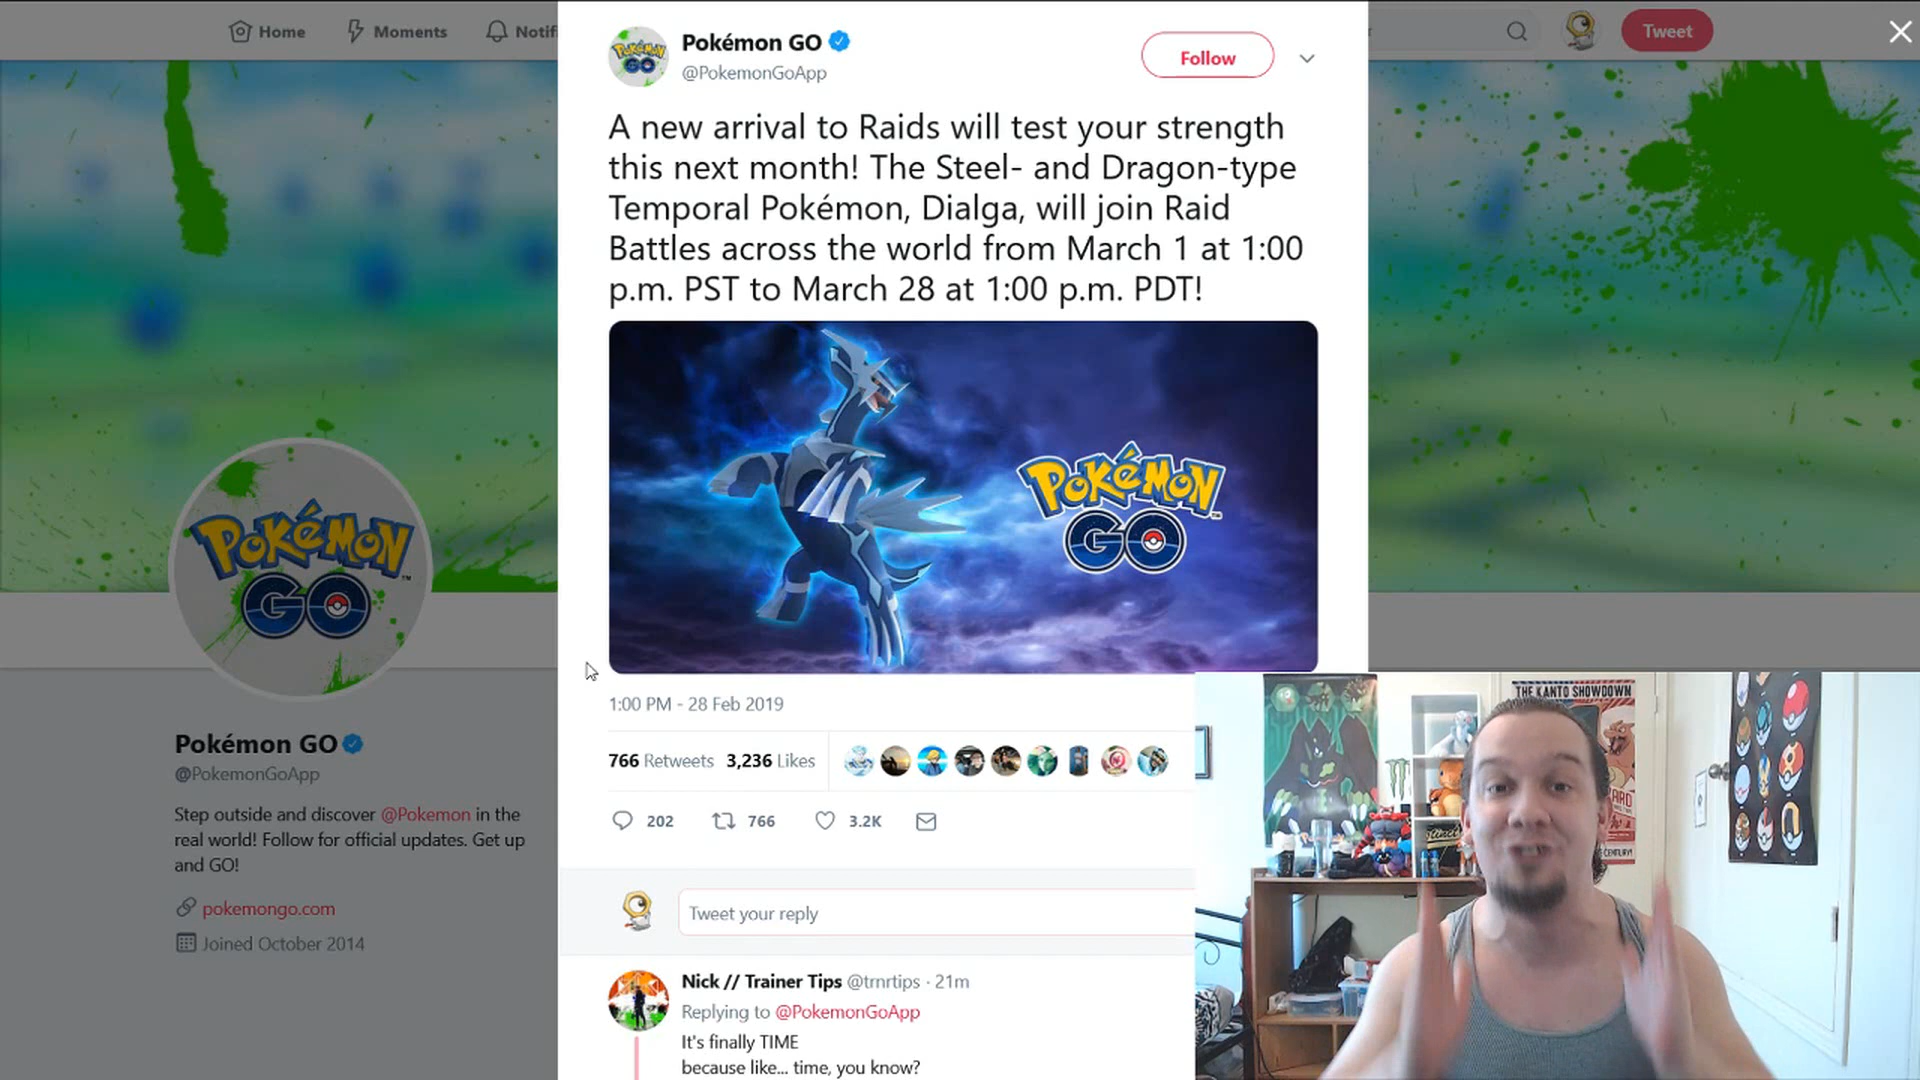 Home
Moments
Notif
Tweet
Pokémon GO
@PokemonGoApp
Follow
A new arrival to Raids will test your strength
this next month! The Steel- and Dragon-type
Temporal Pokémon, Dialga, will join Raid
Battles across the world from March 1 at 1:00
p.m. PST to March 28 at 1:00 p.m. PDT!
POKÉMON
GO
1:00 PM - 28 Feb 2019
766 Retweets 3,236 Likes
202 766 3.2K
Tweet your reply
Nick // Trainer Tips @trnrtips · 21m
Replying to @PokemonGoApp
It's finally TIME
because like... time, you know?
POKÉMON
GO
Pokémon GO
@PokemonGoApp
Step outside and discover @Pokemon in the
real world! Follow for official updates. Get up
and GO!
pokemongo.com
Joined October 2014
THE KANTO SHOWDOWN
ARD
CENTURY!